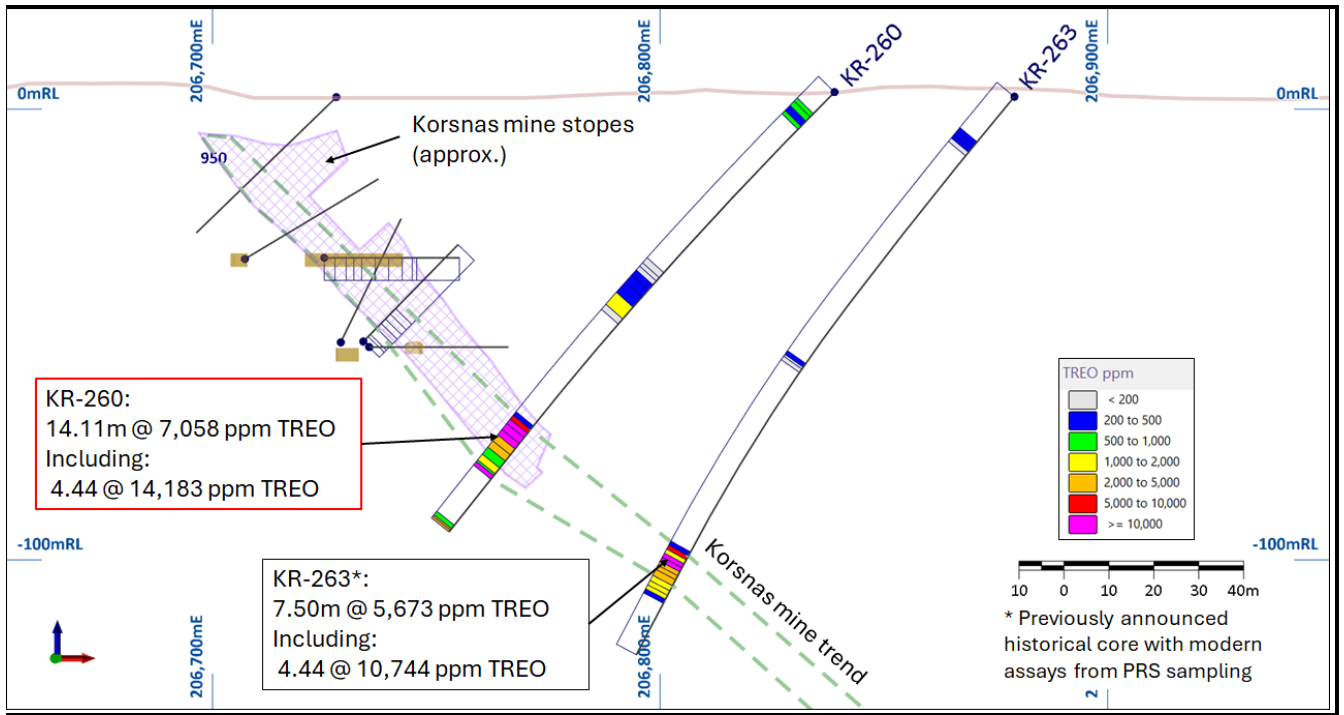 206,700mE
206,800mE
206,900mE
KR-260
KR-263
0mRL
0mRL
Korsnas mine stopes
(approx.)
950
KR-260:
14.11m @ 7,058 ppm TREO
Including:
4.44 @ 14,183 ppm TREO
TREO ppm
< 200
200 to 500
500 to 1,000
1,000 to 2,000
2,000 to 5,000
5,000 to 10,000
>= 10,000
-100mRL
-100mRL
KR-263*:
7.50m @ 5,673 ppm TREO
Including:
4.44 @ 10,744 ppm TREO
Korsnas mine trend
10 0 10 20 30 40m
* Previously announced
historical core with modern
assays from PRS sampling
206,700mE
206,800mE
2